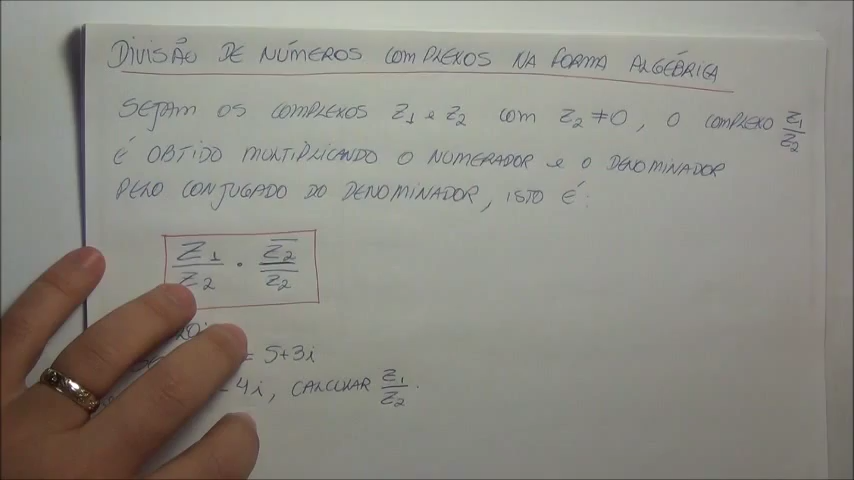 DIVISÃO DE NÚMEROS COMPLEXOS NA FORMA ALGÉBRICA
SEJAM OS COMPLEXOS Z₁ e Z₂ COM Z₂ ≠ 0, O COMPLEXO Z₁/Z₂
É OBTIDO MULTIPLICANDO O NUMERADOR e O DENOMINADOR
PELO CONJUGADO DO DENOMINADOR, ISTO É:
Z₁/Z₂ · Z̅₂/Z̅₂
= 5+3i
4i, CALCULAR Z₁/Z₂.